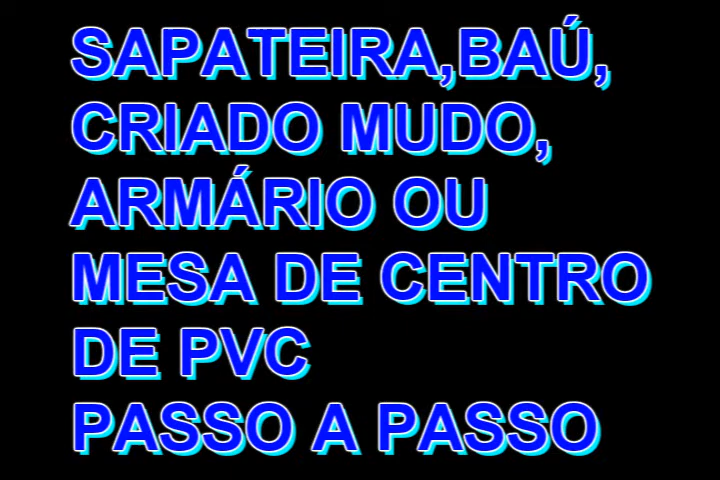 SAPATEIRA,BAÚ,
CRIADO MUDO,
ARMÁRIO OU
MESA DE CENTRO
DE PVC
PASSO A PASSO